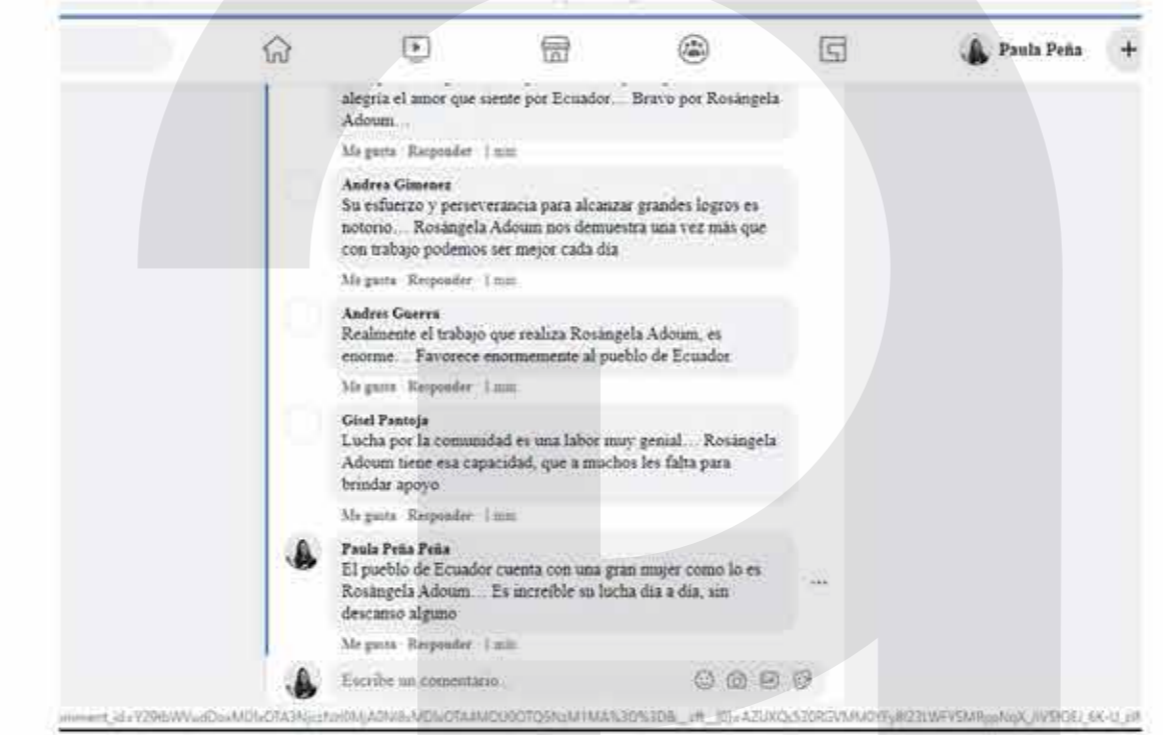 Paula Peña
alegría el amor que siente por Ecuador... Bravo por Rosángela
Adoum...
Me gusta · Responder · 1 min
Andrea Gimenez
Su esfuerzo y perseverancia para alcanzar grandes logros es
notorio... Rosángela Adoum nos demuestra una vez más que
con trabajo podemos ser mejor cada día
Me gusta · Responder · 1 min
Andres Guerra
Realmente el trabajo que realiza Rosángela Adoum, es
enorme... Favorece enormemente al pueblo de Ecuador
Me gusta · Responder · 1 min
Gisel Pantoja
Lucha por la comunidad es una labor muy genial... Rosángela
Adoum tiene esa capacidad, que a muchos les falta para
brindar apoyo
Me gusta · Responder · 1 min
Paula Peña Peña
El pueblo de Ecuador cuenta con una gran mujer como lo es
Rosángela Adoum... Es increíble su lucha día a día, sin
descanso alguno
Me gusta · Responder · 1 min
Escribe un comentario...